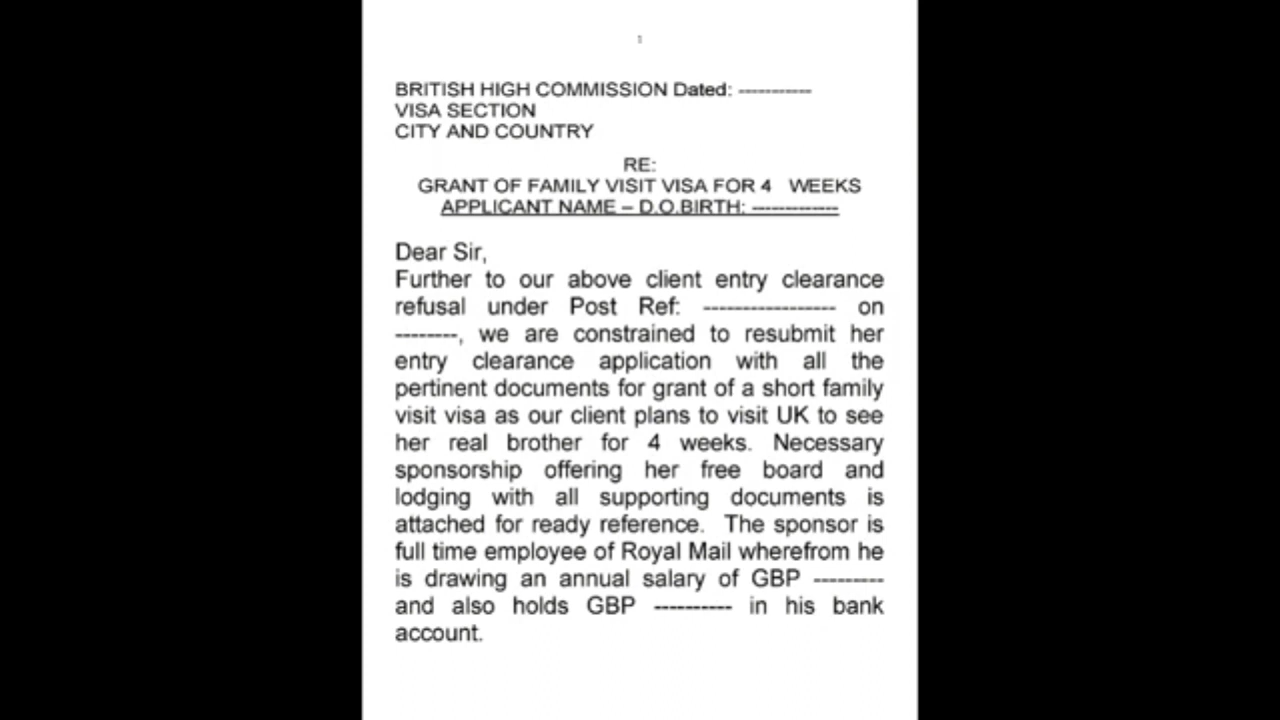 1
BRITISH HIGH COMMISSION Dated: -----------
VISA SECTION
CITY AND COUNTRY
RE:
GRANT OF FAMILY VISIT VISA FOR 4 WEEKS
APPLICANT NAME – D.O.BIRTH: -------------
Dear Sir,
Further to our above client entry clearance
refusal under Post Ref: ----------------- on
--------, we are constrained to resubmit her
entry clearance application with all the
pertinent documents for grant of a short family
visit visa as our client plans to visit UK to see
her real brother for 4 weeks. Necessary
sponsorship offering her free board and
lodging with all supporting documents is
attached for ready reference. The sponsor is
full time employee of Royal Mail wherefrom he
is drawing an annual salary of GBP ---------
and also holds GBP ---------- in his bank
account.